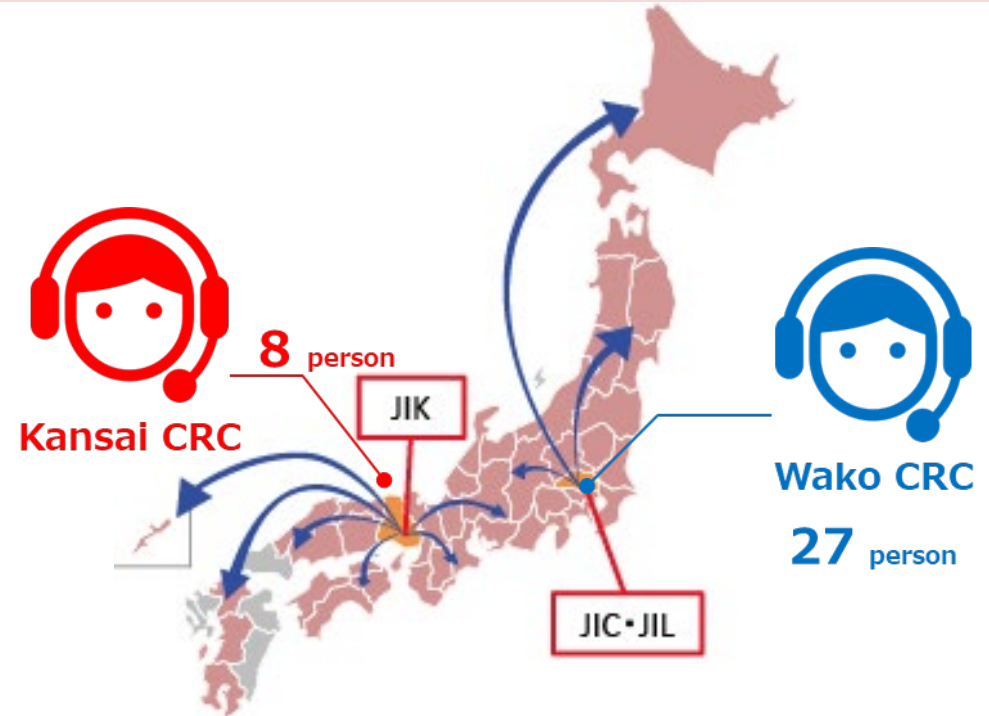 8 person
JIK
Kansai CRC
Wako CRC
27 person
JIC・JIL